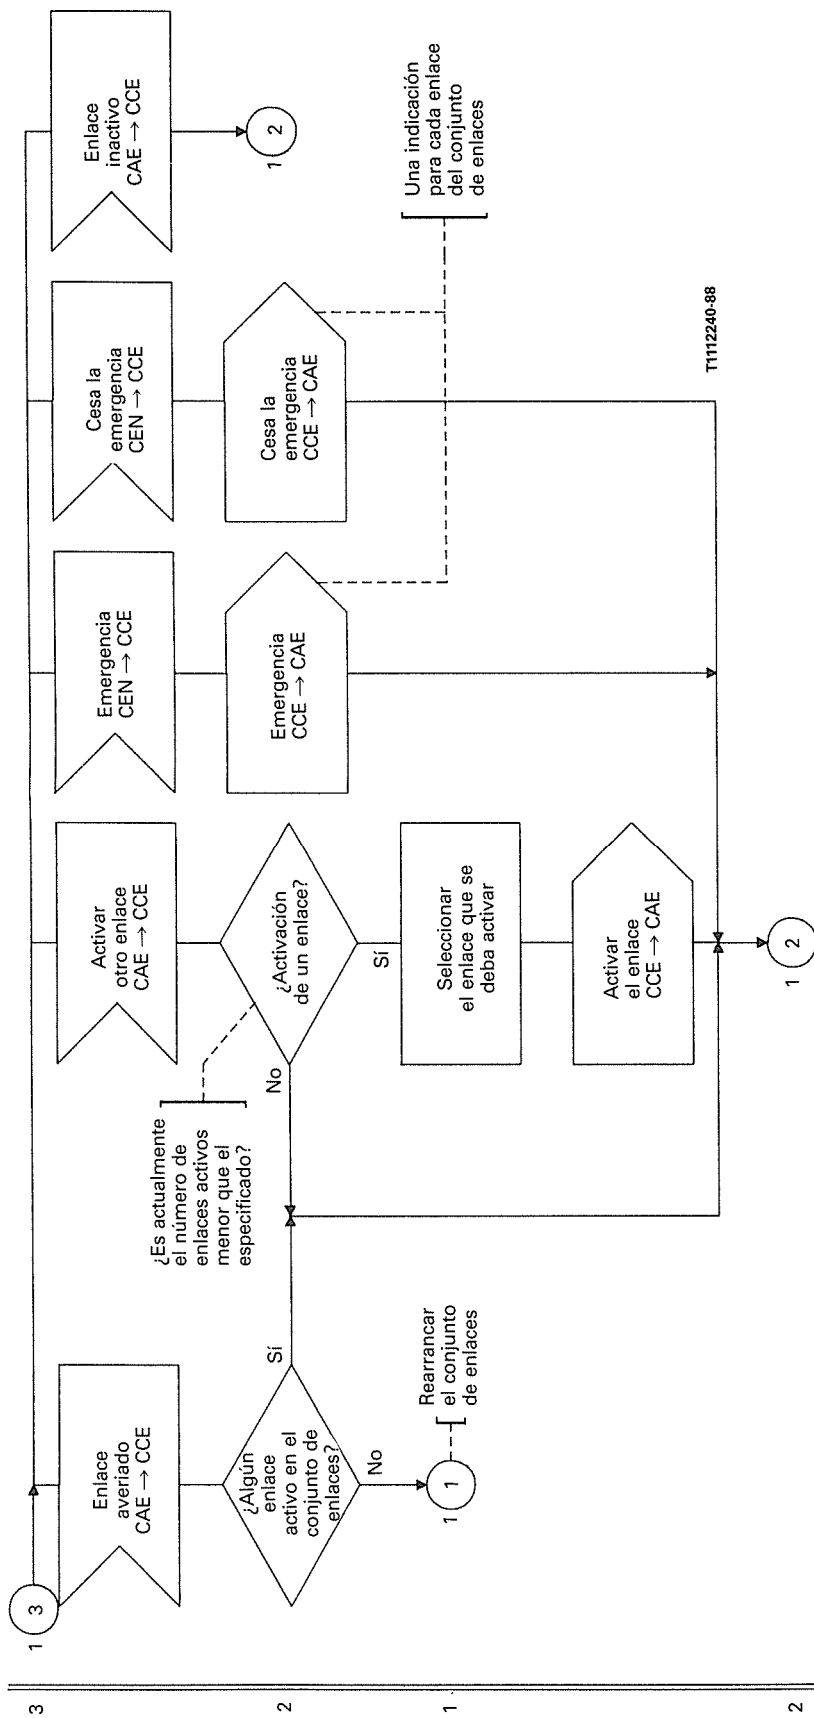 3
2
1
2
1
3
Enlace
averiado
CAE → CCE
Activar
otro enlace
CAE → CCE
Emergencia
CEN → CCE
Cesa la
emergencia
CEN → CCE
Enlace
inactivo
CAE → CCE
1
2
¿Algún
enlace
activo en el
conjunto de
enlaces?
Sí
No
1
1
Rearrancar
el conjunto
de enlaces
¿Es actualmente
el número de
enlaces activos
menor que el
especificado?
¿Activación
de un enlace?
No
Sí
Seleccionar
el enlace que se
deba activar
Activar
el enlace
CCE → CAE
Emergencia
CCE → CAE
Cesa la
emergencia
CCE → CAE
Una indicación
para cada enlace
del conjunto
de enlaces
1
2
T1112240-88